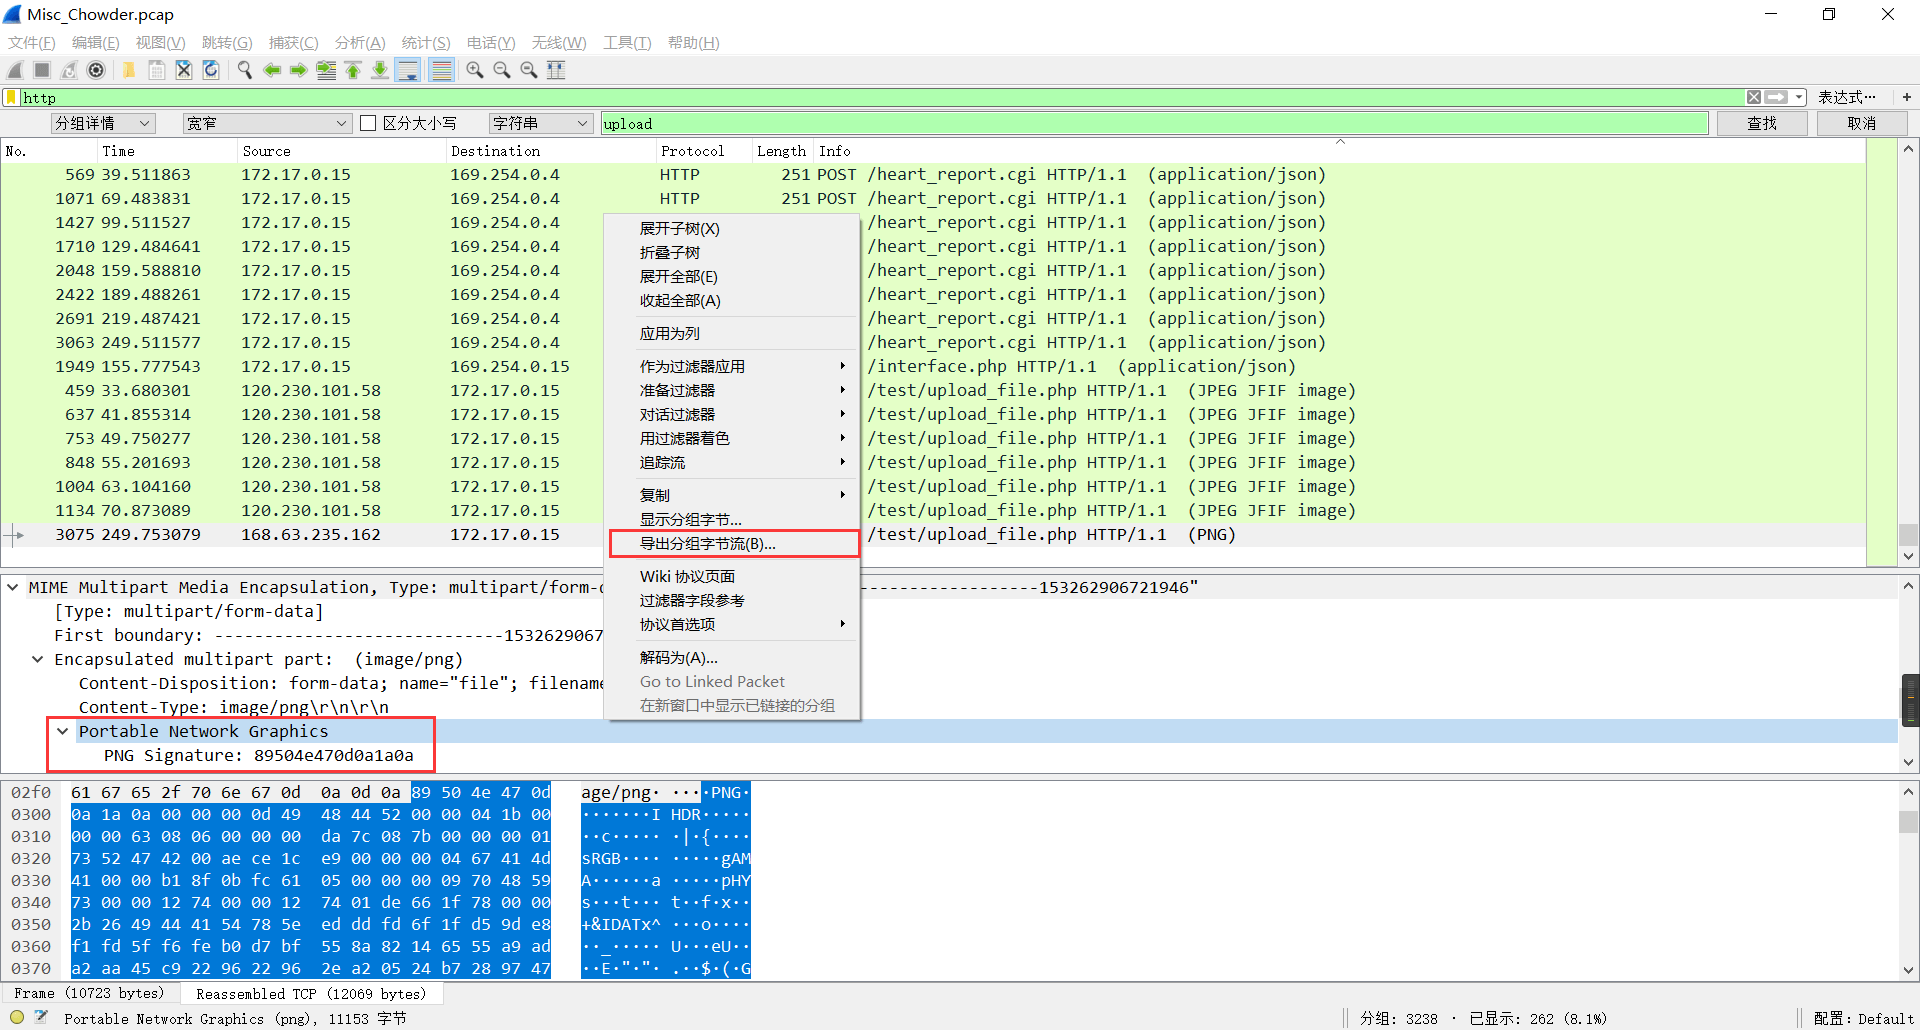 Misc_Chowder.pcap
文件(F) 编辑(E) 视图(V) 跳转(G) 捕获(C) 分析(A) 统计(S) 电话(Y) 无线(W) 工具(T) 帮助(H)
http 表达式… +
分组详情 宽窄 区分大小写 字符串 upload 查找 取消
No. Time Source Destination Protocol Length Info
569 39.511863 172.17.0.15 169.254.0.4 HTTP 251 POST /heart_report.cgi HTTP/1.1 (application/json)
1071 69.483831 172.17.0.15 169.254.0.4 HTTP 251 POST /heart_report.cgi HTTP/1.1 (application/json)
1427 99.511527 172.17.0.15 169.254.0.4 /heart_report.cgi HTTP/1.1 (application/json)
1710 129.484641 172.17.0.15 169.254.0.4 /heart_report.cgi HTTP/1.1 (application/json)
2048 159.588810 172.17.0.15 169.254.0.4 /heart_report.cgi HTTP/1.1 (application/json)
2422 189.488261 172.17.0.15 169.254.0.4 /heart_report.cgi HTTP/1.1 (application/json)
2691 219.487421 172.17.0.15 169.254.0.4 /heart_report.cgi HTTP/1.1 (application/json)
3063 249.511577 172.17.0.15 169.254.0.4 /heart_report.cgi HTTP/1.1 (application/json)
1949 155.777543 172.17.0.15 169.254.0.15 /interface.php HTTP/1.1 (application/json)
459 33.680301 120.230.101.58 172.17.0.15 /test/upload_file.php HTTP/1.1 (JPEG JFIF image)
637 41.855314 120.230.101.58 172.17.0.15 /test/upload_file.php HTTP/1.1 (JPEG JFIF image)
753 49.750277 120.230.101.58 172.17.0.15 /test/upload_file.php HTTP/1.1 (JPEG JFIF image)
848 55.201693 120.230.101.58 172.17.0.15 /test/upload_file.php HTTP/1.1 (JPEG JFIF image)
1004 63.104160 120.230.101.58 172.17.0.15 /test/upload_file.php HTTP/1.1 (JPEG JFIF image)
1134 70.873089 120.230.101.58 172.17.0.15 /test/upload_file.php HTTP/1.1 (JPEG JFIF image)
3075 249.753079 168.63.235.162 172.17.0.15 /test/upload_file.php HTTP/1.1 (PNG)
展开子树(X)
折叠子树
展开全部(E)
收起全部(A)
应用为列
作为过滤器应用
准备过滤器
对话过滤器
用过滤器着色
追踪流
复制
显示分组字节...
导出分组字节流(B)...
Wiki 协议页面
过滤器字段参考
协议首选项
解码为(A)...
Go to Linked Packet
在新窗口中显示已链接的分组
MIME Multipart Media Encapsulation, Type: multipart/form-d ------------------153262906721946"
[Type: multipart/form-data]
First boundary: -----------------------------1532629067
Encapsulated multipart part: (image/png)
Content-Disposition: form-data; name="file"; filename
Content-Type: image/png\r\n\r\n
Portable Network Graphics
PNG Signature: 89504e470d0a1a0a
02f0 61 67 65 2f 70 6e 67 0d 0a 0d 0a 89 50 4e 47 0d age/png· ····PNG·
0300 0a 1a 0a 00 00 00 0d 49 48 44 52 00 00 04 1b 00 ·······I HDR·····
0310 00 00 63 08 06 00 00 00 da 7c 08 7b 00 00 00 01 ··c····· ·|·{····
0320 73 52 47 42 00 ae ce 1c e9 00 00 00 04 67 41 4d sRGB···· ·····gAM
0330 41 00 00 b1 8f 0b fc 61 05 00 00 00 09 70 48 59 A······a ·····pHY
0340 73 00 00 12 74 00 00 12 74 01 de 66 1f 78 00 00 s···t··· t··f·x··
0350 2b 26 49 44 41 54 78 5e ed dd fd 6f 1f d5 9d e8 +&IDATx^ ···o····
0360 f1 fd 5f f6 fe b0 d7 bf 55 8a 82 14 65 55 a9 ad ··_····· U···eU··
0370 a2 aa 45 c9 22 96 22 96 2e a2 05 24 b7 28 97 47 ··E·"·"· .··$·(·G
Frame (10723 bytes) Reassembled TCP (12069 bytes)
Portable Network Graphics (png), 11153 字节 分组: 3238 · 已显示: 262 (8.1%) 配置: Default